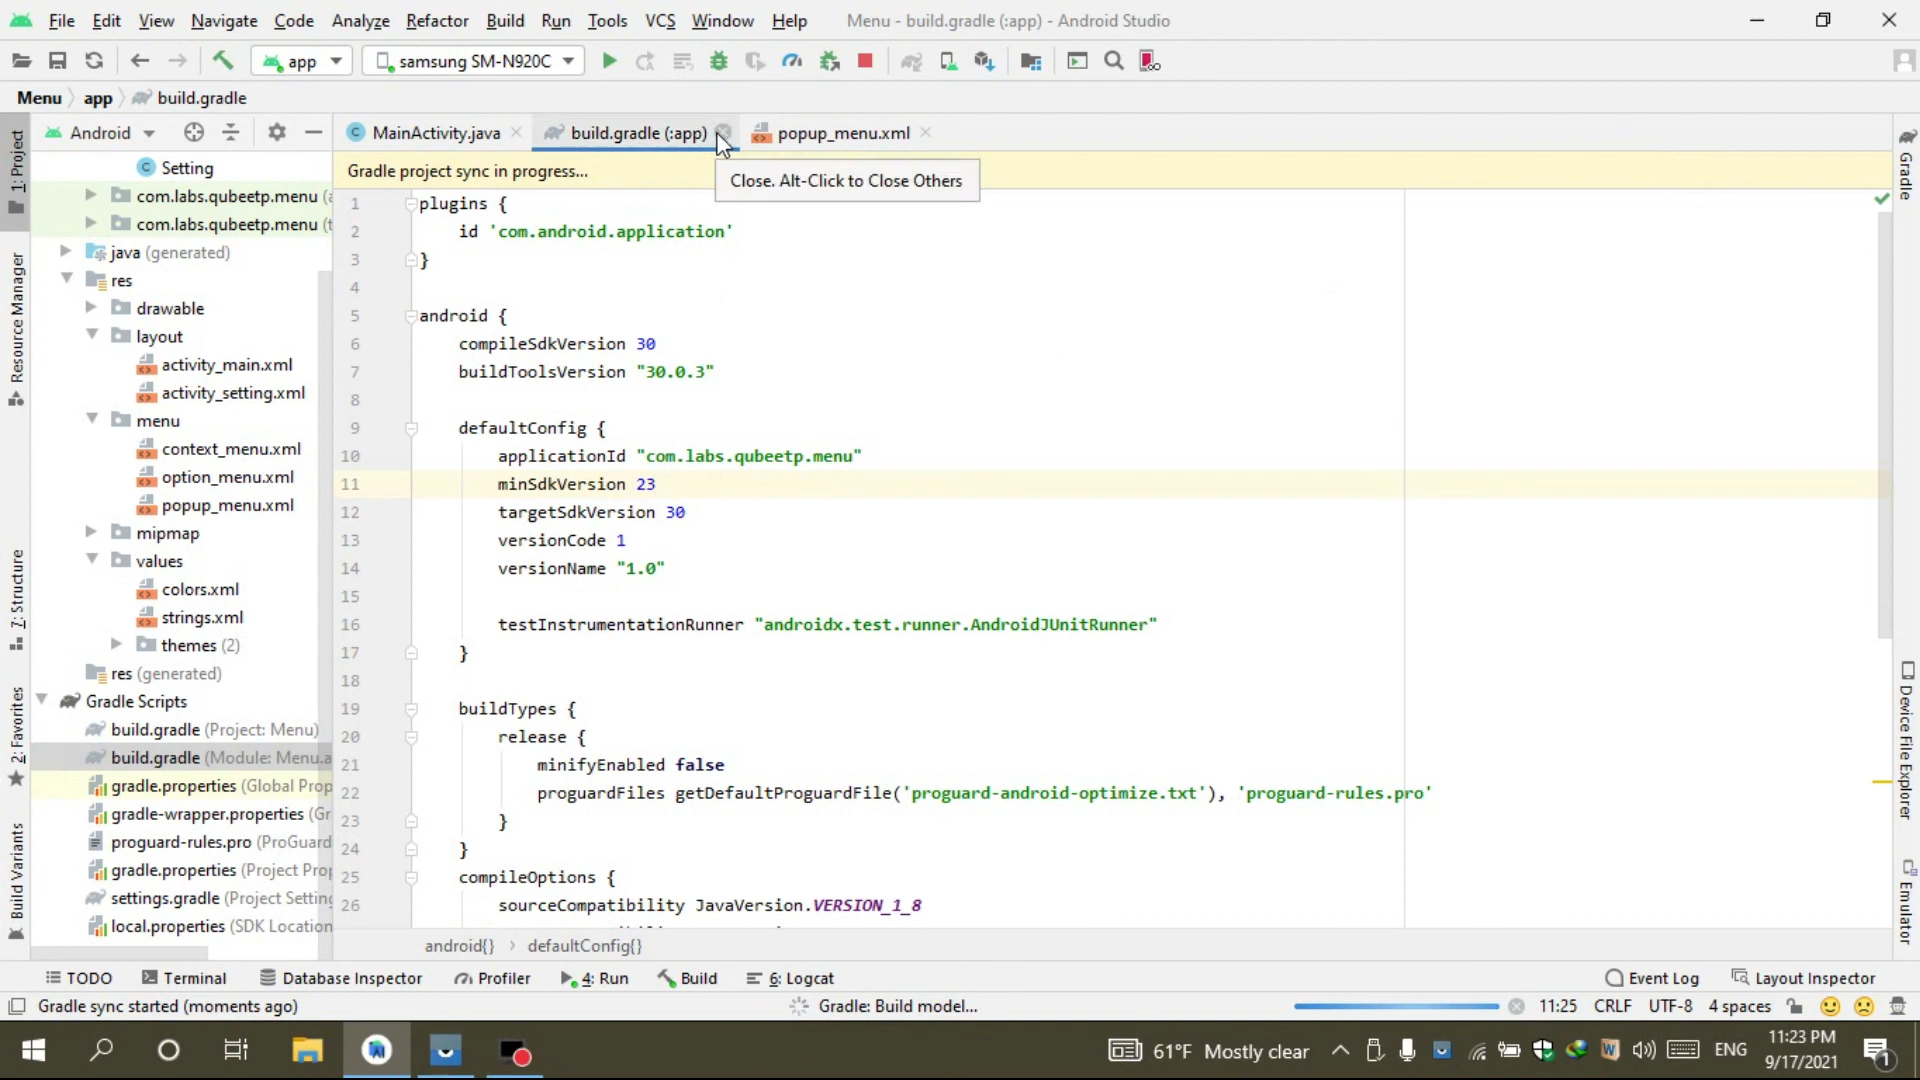 File Edit View Navigate Code Analyze Refactor Build Run Tools VCS Window Help Menu - build.gradle (:app) - Android Studio
app samsung SM-N920C
Menu app build.gradle
Android MainActivity.java build.gradle (:app) popup_menu.xml
Gradle project sync in progress...
Close. Alt-Click to Close Others
1: Project
Resource Manager
7: Structure
2: Favorites
Build Variants
Setting
com.labs.qubeetp.menu (a
com.labs.qubeetp.menu (t
java (generated)
res
drawable
layout
activity_main.xml
activity_setting.xml
menu
context_menu.xml
option_menu.xml
popup_menu.xml
mipmap
values
colors.xml
strings.xml
themes (2)
res (generated)
Gradle Scripts
build.gradle (Project: Menu)
build.gradle (Module: Menu.a
gradle.properties (Global Prop
gradle-wrapper.properties (Gr
proguard-rules.pro (ProGuard
gradle.properties (Project Prop
settings.gradle (Project Setting
local.properties (SDK Location
1 plugins {
2 id 'com.android.application'
3 }
4
5 android {
6 compileSdkVersion 30
7 buildToolsVersion "30.0.3"
8
9 defaultConfig {
10 applicationId "com.labs.qubeetp.menu"
11 minSdkVersion 23
12 targetSdkVersion 30
13 versionCode 1
14 versionName "1.0"
15
16 testInstrumentationRunner "androidx.test.runner.AndroidJUnitRunner"
17 }
18
19 buildTypes {
20 release {
21 minifyEnabled false
22 proguardFiles getDefaultProguardFile('proguard-android-optimize.txt'), 'proguard-rules.pro'
23 }
24 }
25 compileOptions {
26 sourceCompatibility JavaVersion.VERSION_1_8
android{} defaultConfig{}
Gradle
Device File Explorer
Emulator
TODO Terminal Database Inspector Profiler 4: Run Build 6: Logcat Event Log Layout Inspector
Gradle sync started (moments ago) Gradle: Build model... 11:25 CRLF UTF-8 4 spaces
61°F Mostly clear ENG 11:23 PM
9/17/2021
1